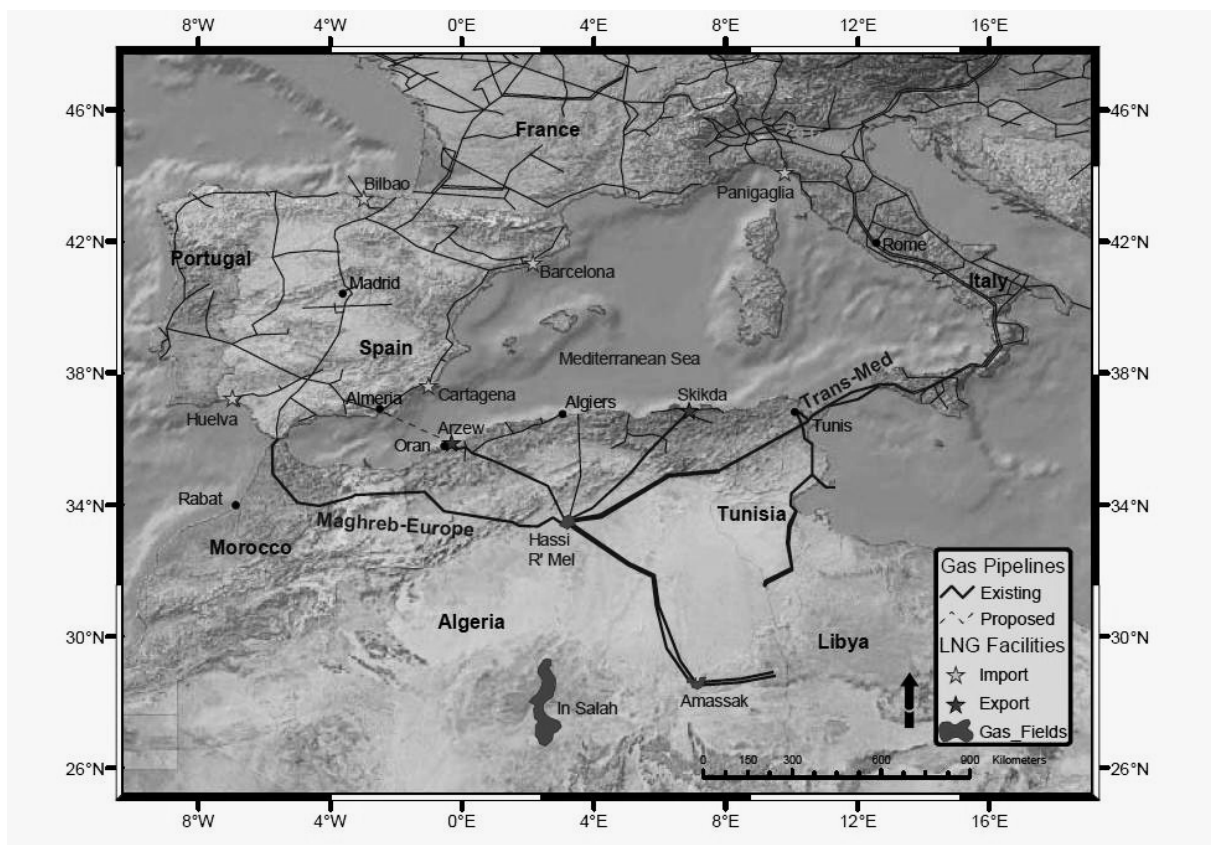 8°W 4°W 0°E 4°E 8°E 12°E 16°E
46°N 46°N
France
Bilbao
Panigaglia
42°N 42°N
Portugal
Rome
Barcelona
Madrid
Italy
Spain
Mediterranean Sea
38°N 38°N
Trans-Med
Almeria
Cartagena
Skikda
Huelva
Algiers
Arzew
Tunis
Oran
Rabat
34°N 34°N
Maghreb-Europe
Tunisia
Morocco
Hassi
R' Mel
Gas Pipelines
Existing
Proposed
Algeria
30°N 30°N
Libya
LNG Facilities
Import
Amassak
Export
In Salah
Gas_Fields
0 150 300 600 900 Kilometers
26°N 26°N
8°W 4°W 0°E 4°E 8°E 12°E 16°E